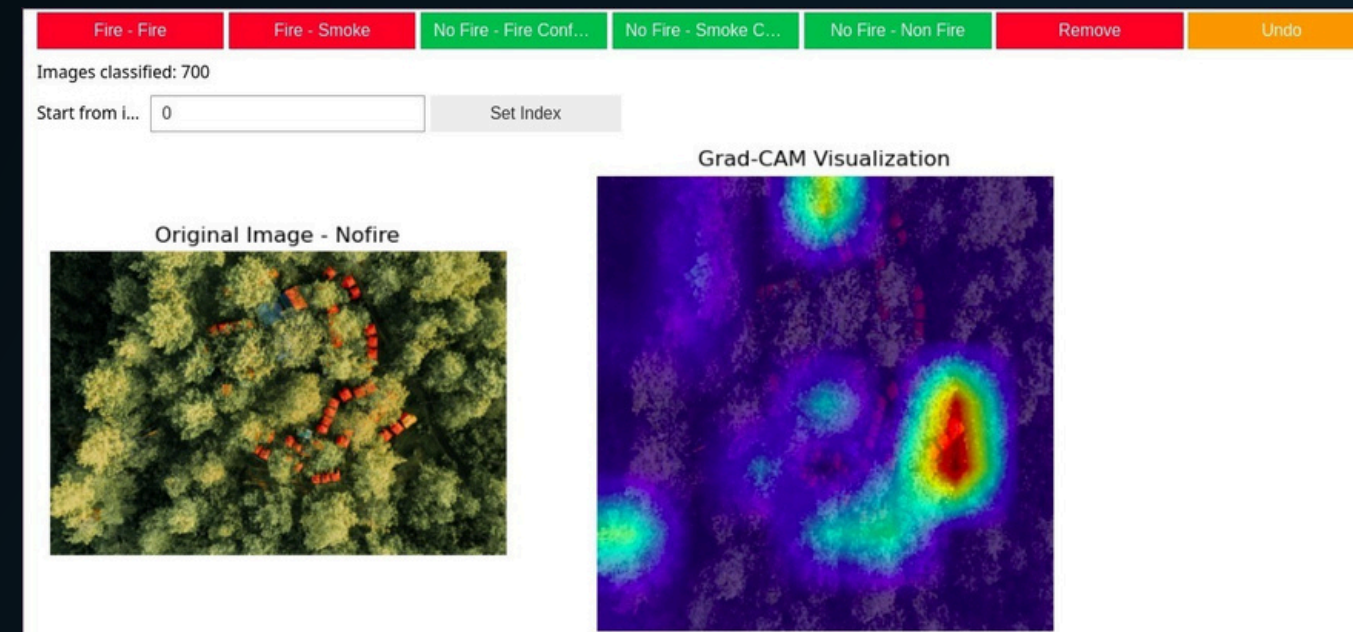 Fire - Fire Fire - Smoke No Fire - Fire Conf... No Fire - Smoke C... No Fire - Non Fire Remove Undo
Images classified: 700
Start from i... 0 Set Index
Grad-CAM Visualization
Original Image - Nofire